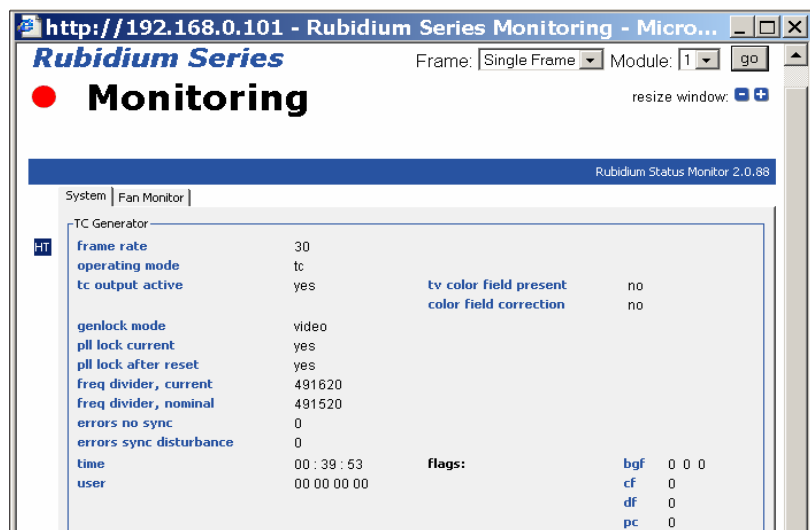 http://192.168.0.101 - Rubidium Series Monitoring - Micro...
Rubidium Series Frame: Single Frame Module: 1 go
Monitoring
resize window:
Rubidium Status Monitor 2.0.88
System Fan Monitor
TC Generator
HT
frame rate 30
operating mode tc
tc output active yes tv color field present no
color field correction no
genlock mode video
pll lock current yes
pll lock after reset yes
freq divider, current 491620
freq divider, nominal 491520
errors no sync 0
errors sync disturbance 0
time 00 : 39 : 53 flags: bgf 0 0 0
user 00 00 00 00 cf 0
df 0
pc 0